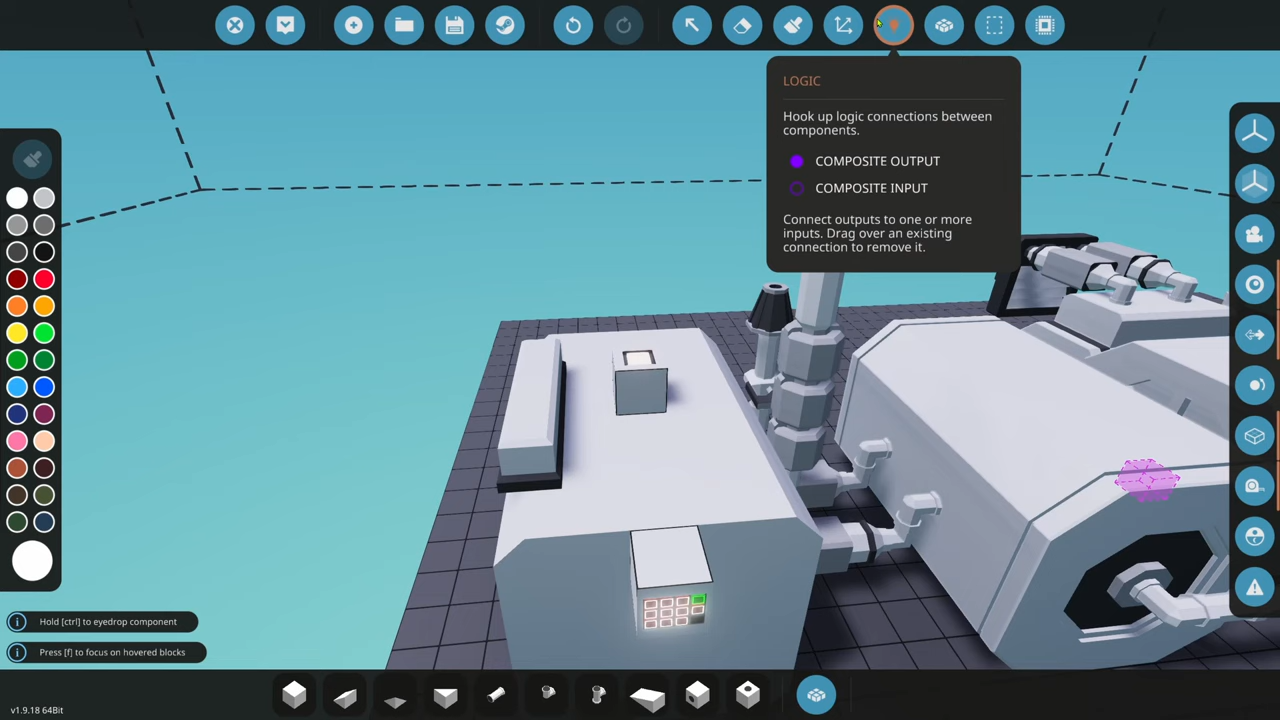 LOGIC
Hook up logic connections between
components.
COMPOSITE OUTPUT
COMPOSITE INPUT
Connect outputs to one or more
inputs. Drag over an existing
connection to remove it.
Hold [ctrl] to eyedrop component
Press [f] to focus on hovered blocks
v1.9.18 64Bit